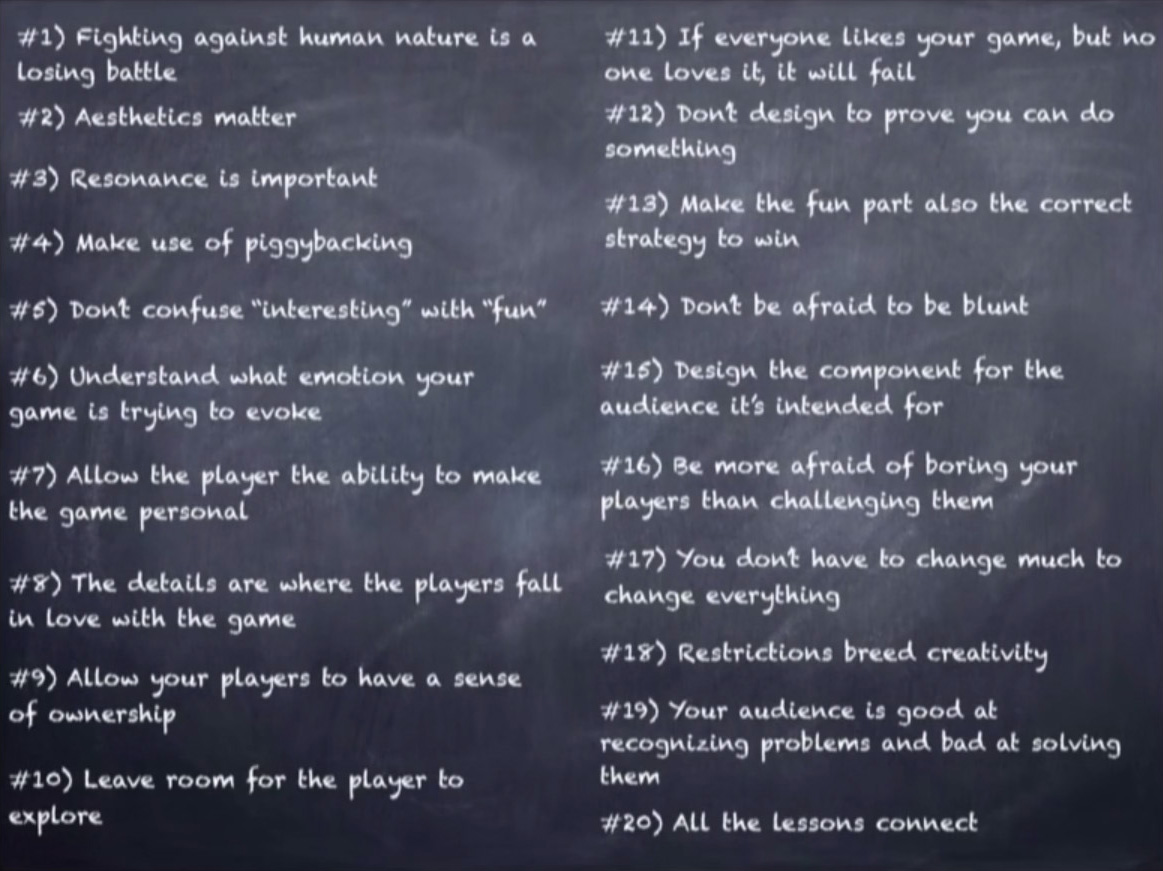 #1) Fighting against human nature is a
losing battle
#2) Aesthetics matter
#3) Resonance is important
#4) Make use of piggybacking
#5) Don't confuse "interesting" with "fun"
#6) Understand what emotion your
game is trying to evoke
#7) Allow the player the ability to make
the game personal
#8) The details are where the players fall
in love with the game
#9) Allow your players to have a sense
of ownership
#10) Leave room for the player to
explore
#11) If everyone likes your game, but no
one loves it, it will fail
#12) Don't design to prove you can do
something
#13) Make the fun part also the correct
strategy to win
#14) Don't be afraid to be blunt
#15) Design the component for the
audience it's intended for
#16) Be more afraid of boring your
players than challenging them
#17) You don't have to change much to
change everything
#18) Restrictions breed creativity
#19) Your audience is good at
recognizing problems and bad at solving
them
#20) All the lessons connect